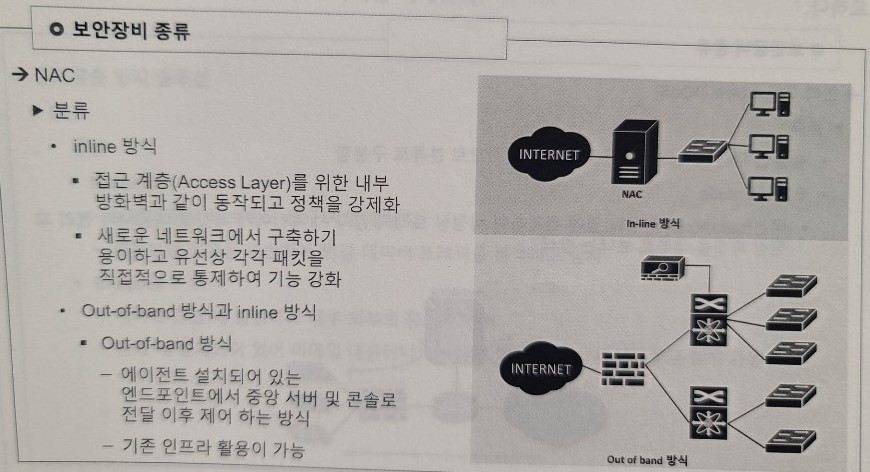 보안장비 종류
→ NAC
▶ 분류
• inline 방식
▪ 접근 계층(Access Layer)를 위한 내부
방화벽과 같이 동작되고 정책을 강제화
▪ 새로운 네트워크에서 구축하기
용이하고 유선상 각각 패킷을
직접적으로 통제하여 기능 강화
• Out-of-band 방식과 inline 방식
▪ Out-of-band 방식
– 에이전트 설치되어 있는
엔드포인트에서 중앙 서버 및 콘솔로
전달 이후 제어 하는 방식
– 기존 인프라 활용이 가능
INTERNET
NAC
In-line 방식
INTERNET
Out of band 방식